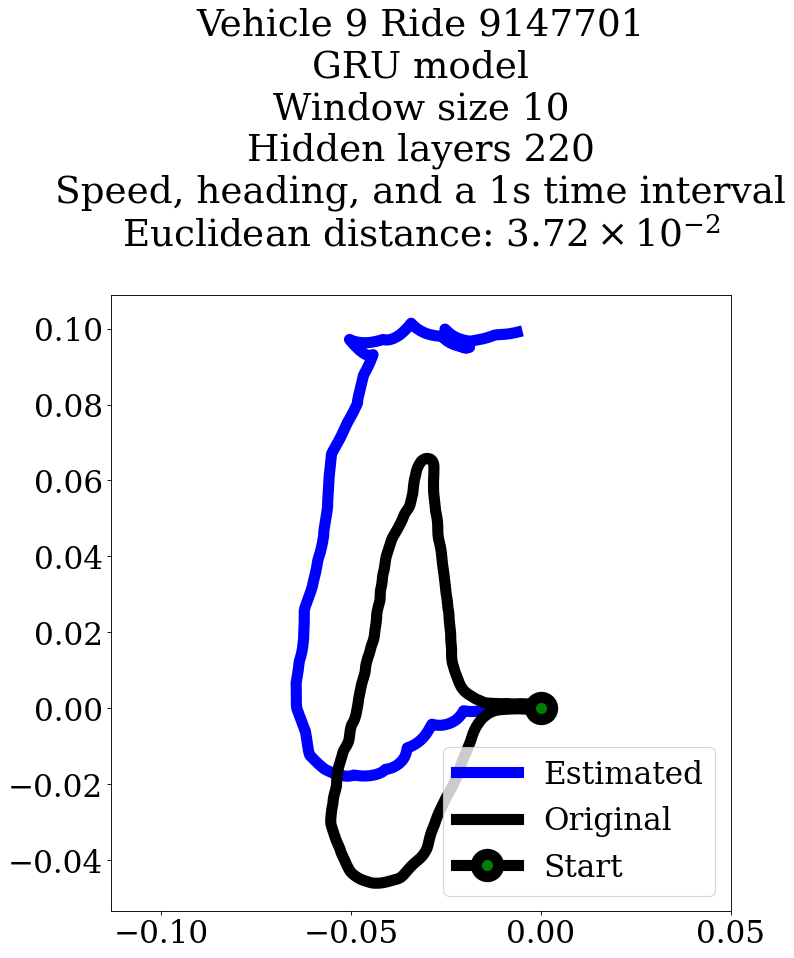 Vehicle 9 Ride 9147701
GRU model
Window size 10
Hidden layers 220
Speed, heading, and a 1s time interval
Euclidean distance: 3.72 × 10⁻²
0.10
0.08
0.06
0.04
0.02
0.00
−0.02
−0.04
Estimated
Original
Start
−0.10 −0.05 0.00 0.05